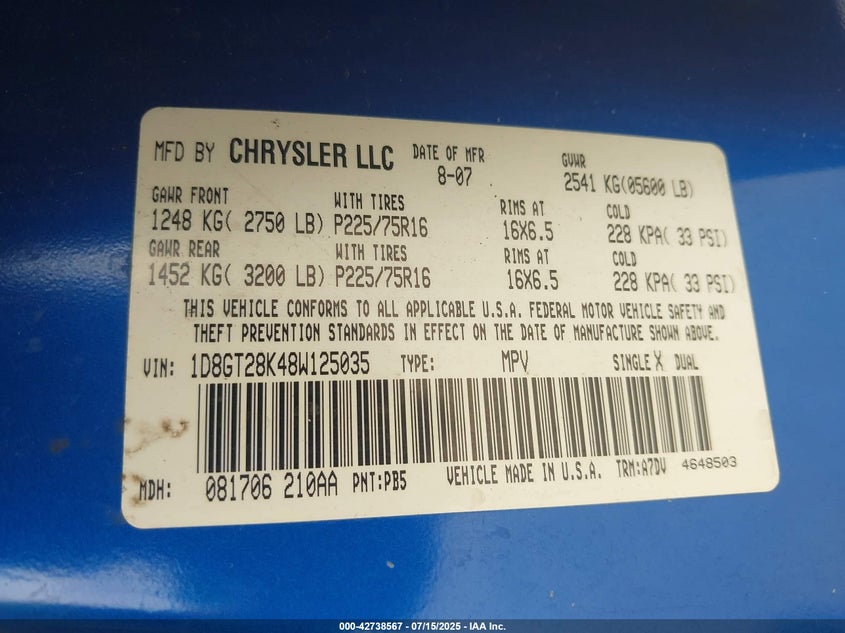 MFD BY CHRYSLER LLC DATE OF MFR 8-07 GVWR 2541 KG(05600 LB)
GAWR FRONT WITH TIRES RIMS AT COLD
1248 KG( 2750 LB) P225/75R16 16X6.5 228 KPA( 33 PSI)
GAWR REAR WITH TIRES RIMS AT COLD
1452 KG( 3200 LB) P225/75R16 16X6.5 228 KPA( 33 PSI)
THIS VEHICLE CONFORMS TO ALL APPLICABLE U.S.A. FEDERAL MOTOR VEHICLE SAFETY AND
THEFT PREVENTION STANDARDS IN EFFECT ON THE DATE OF MANUFACTURE SHOWN ABOVE.
VIN: 1D8GT28K48W125035 TYPE: MPV SINGLE X DUAL
MDH: 081706 210AA PNT:PB5 VEHICLE MADE IN U.S.A. TRM:A7DV 4648503
000-42738567 - 07/15/2025 - IAA Inc.